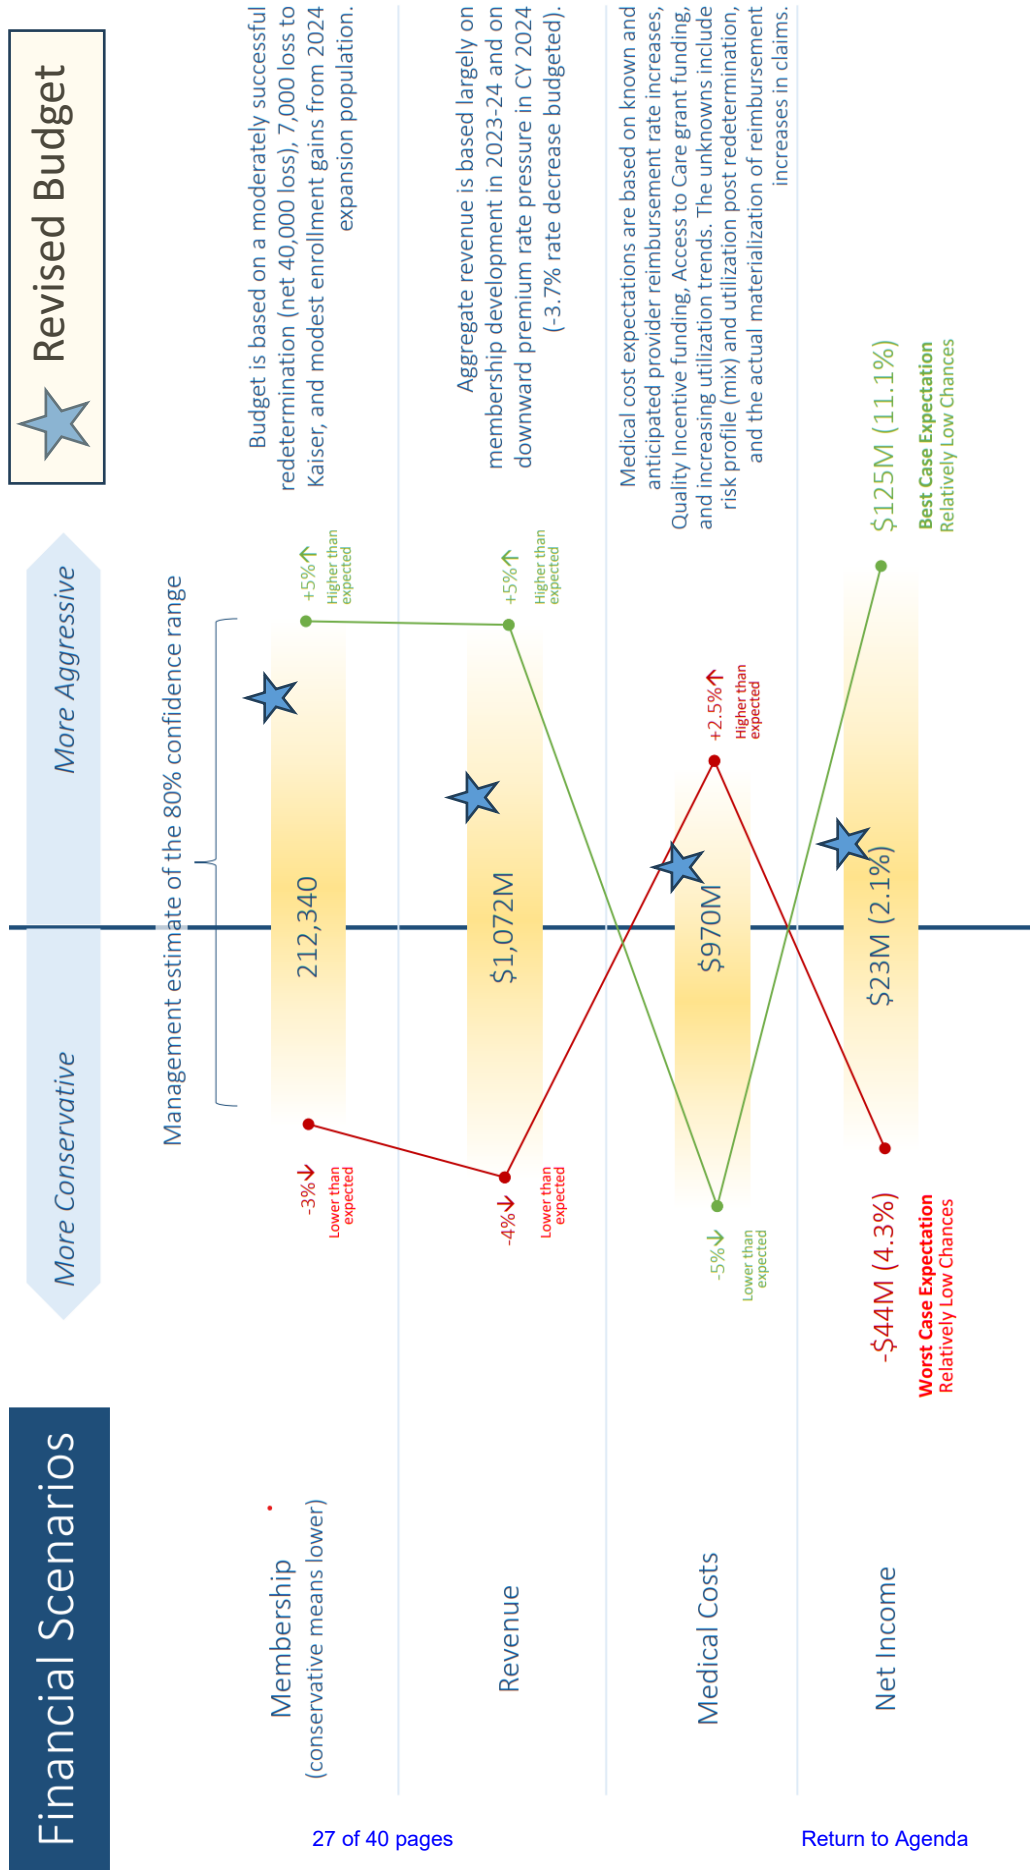 Financial Scenarios
More Conservative
More Aggressive
Revised Budget
Management estimate of the 80% confidence range
Membership
(conservative means lower)
-3%↓
Lower than
expected
212,340
+5%↑
Higher than
expected
Budget is based on a moderately successful
redetermination (net 40,000 loss), 7,000 loss to
Kaiser, and modest enrollment gains from 2024
expansion population.
Revenue
-4%↓
Lower than
expected
$1,072M
+5%↑
Higher than
expected
Aggregate revenue is based largely on
membership development in 2023-24 and on
downward premium rate pressure in CY 2024
(-3.7% rate decrease budgeted).
Medical Costs
-5%↓
Lower than
expected
$970M
+2.5%↑
Higher than
expected
Medical cost expectations are based on known and
anticipated provider reimbursement rate increases,
Quality Incentive funding, Access to Care grant funding,
and increasing utilization trends. The unknowns include
risk profile (mix) and utilization post redetermination,
and the actual materialization of reimbursement
increases in claims.
Net Income
-$44M (4.3%)
Worst Case Expectation
Relatively Low Chances
$23M (2.1%)
$125M (11.1%)
Best Case Expectation
Relatively Low Chances
27 of 40 pages
Return to Agenda